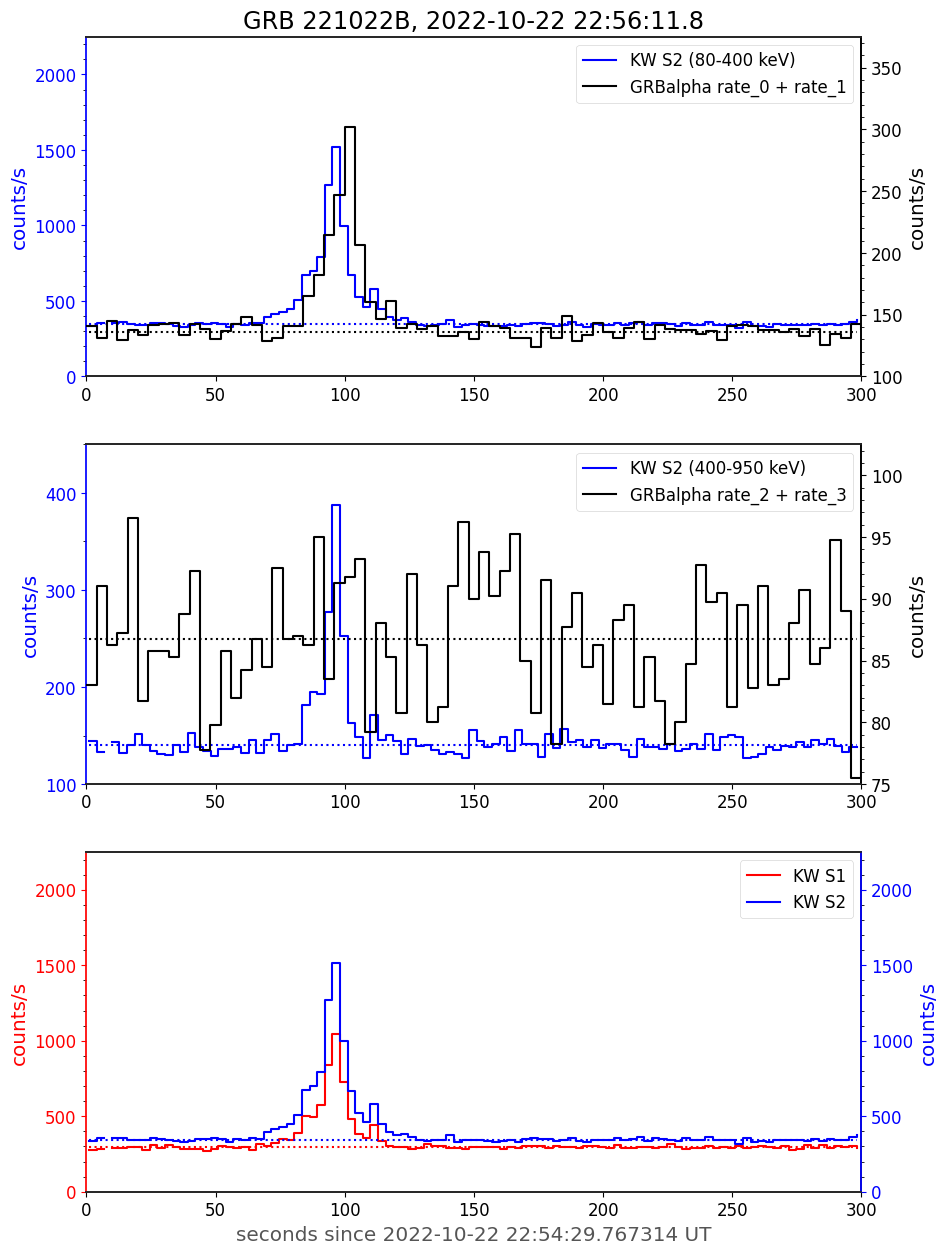 GRB 221022B, 2022-10-22 22:56:11.8
KW S2 (80-400 keV)
GRBalpha rate_0 + rate_1
counts/s
counts/s
2000
1500
1000
500
0
350
300
250
200
150
100
0 50 100 150 200 250 300
KW S2 (400-950 keV)
GRBalpha rate_2 + rate_3
counts/s
counts/s
400
300
200
100
100
95
90
85
80
75
0 50 100 150 200 250 300
KW S1
KW S2
counts/s
counts/s
2000
1500
1000
500
0
2000
1500
1000
500
0
0 50 100 150 200 250 300
seconds since 2022-10-22 22:54:29.767314 UT